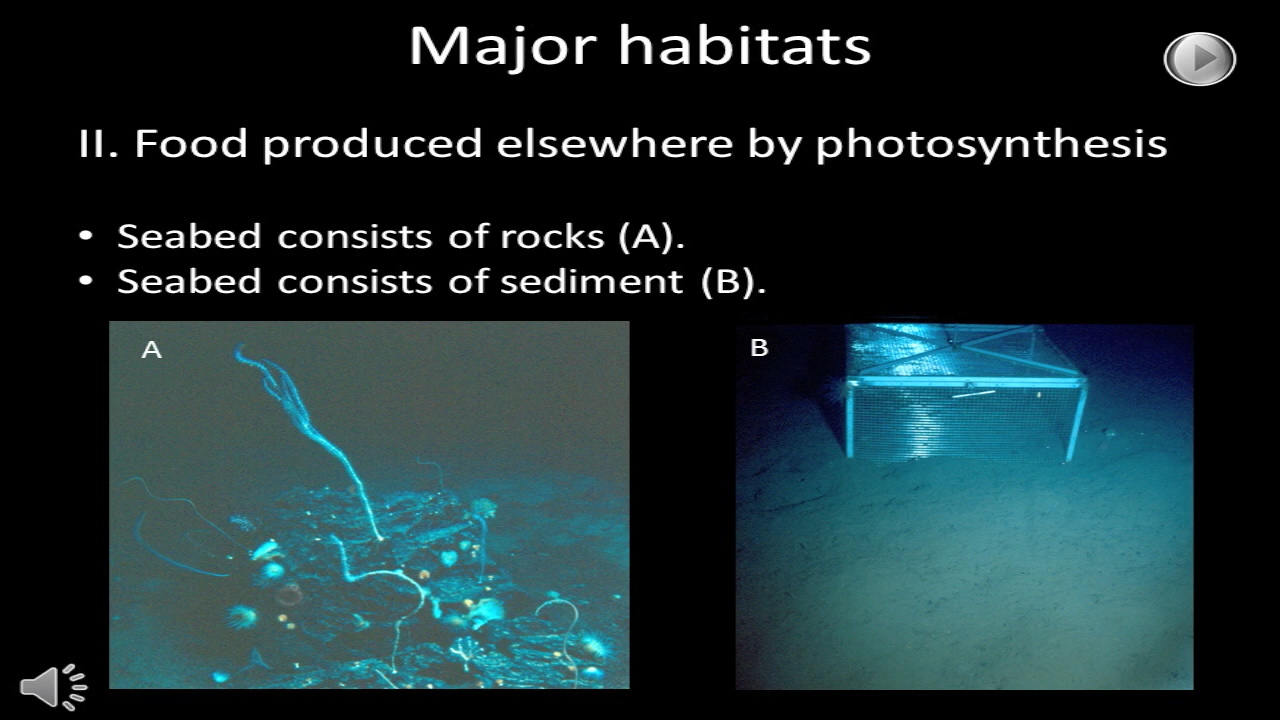 Major habitats
II. Food produced elsewhere by photosynthesis
• Seabed consists of rocks (A).
• Seabed consists of sediment (B).
A
B